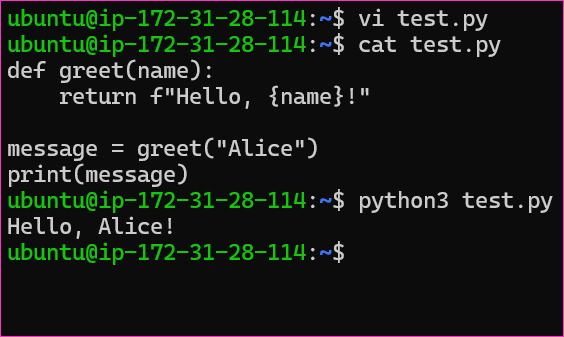 ubuntu@ip-172-31-28-114:~$ vi test.py
ubuntu@ip-172-31-28-114:~$ cat test.py
def greet(name):
    return f"Hello, {name}!"

message = greet("Alice")
print(message)
ubuntu@ip-172-31-28-114:~$ python3 test.py
Hello, Alice!
ubuntu@ip-172-31-28-114:~$